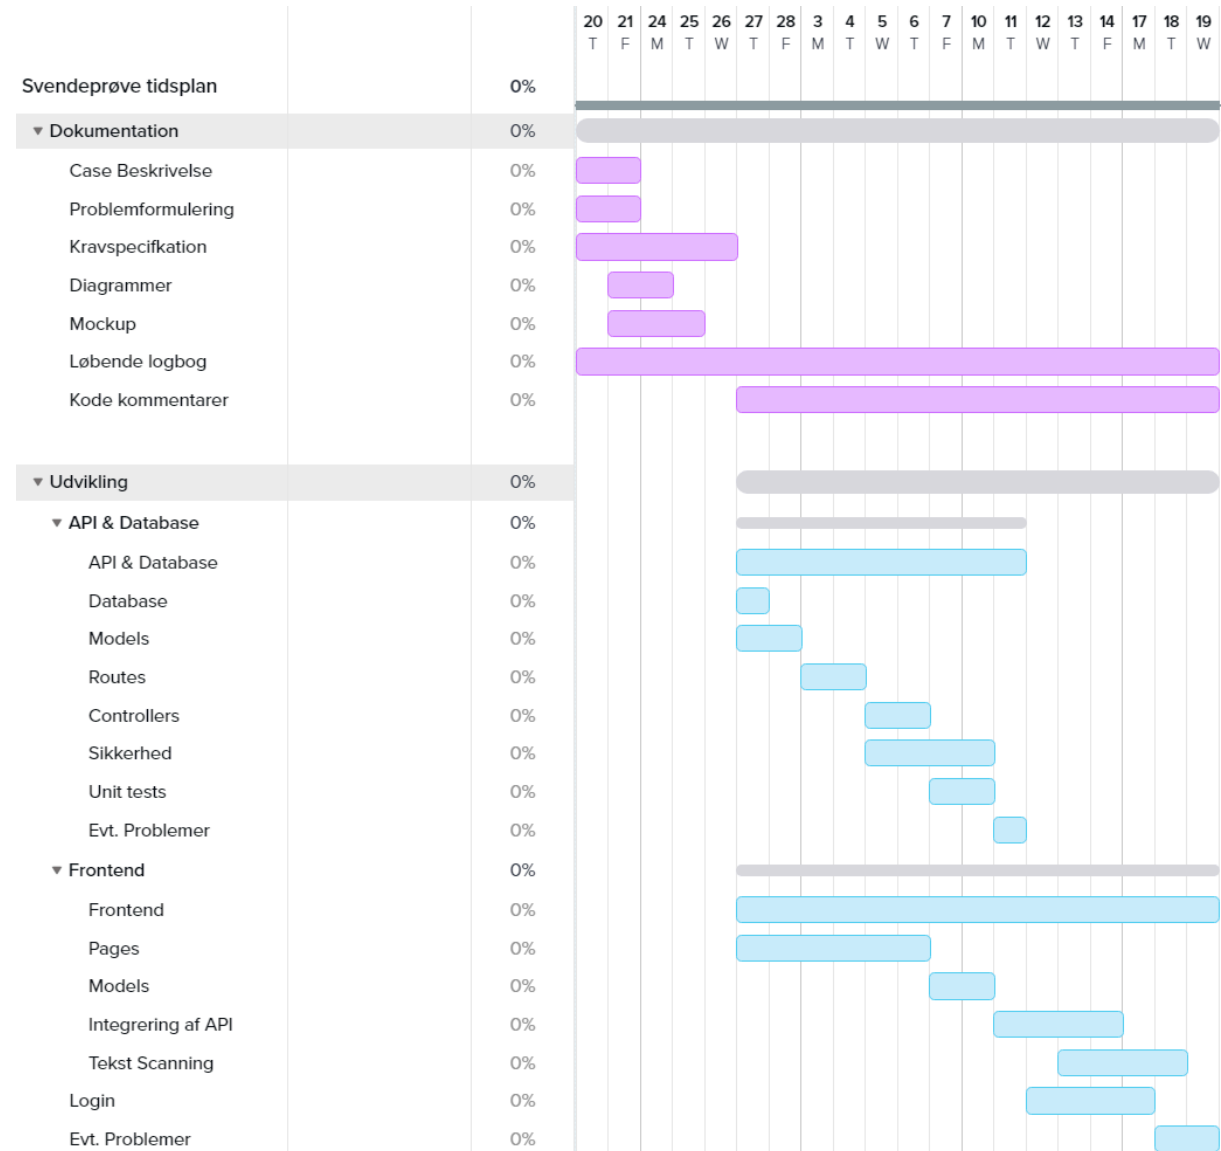 20 21 24 25 26 27 28 3 4 5 6 7 10 11 12 13 14 17 18 19
T F M T W T F M T W T F M T W T F M T W
Svendeprøve tidsplan 0%
Dokumentation 0%
Case Beskrivelse 0%
Problemformulering 0%
Kravspecifkation 0%
Diagrammer 0%
Mockup 0%
Løbende logbog 0%
Kode kommentarer 0%
Udvikling 0%
API & Database 0%
API & Database 0%
Database 0%
Models 0%
Routes 0%
Controllers 0%
Sikkerhed 0%
Unit tests 0%
Evt. Problemer 0%
Frontend 0%
Frontend 0%
Pages 0%
Models 0%
Integrering af API 0%
Tekst Scanning 0%
Login 0%
Evt. Problemer 0%